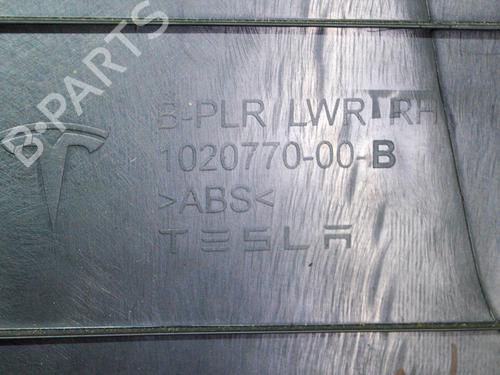 B-PARTS
B-PLR LWR RH
1020770-00-B
>ABS<
TESLA